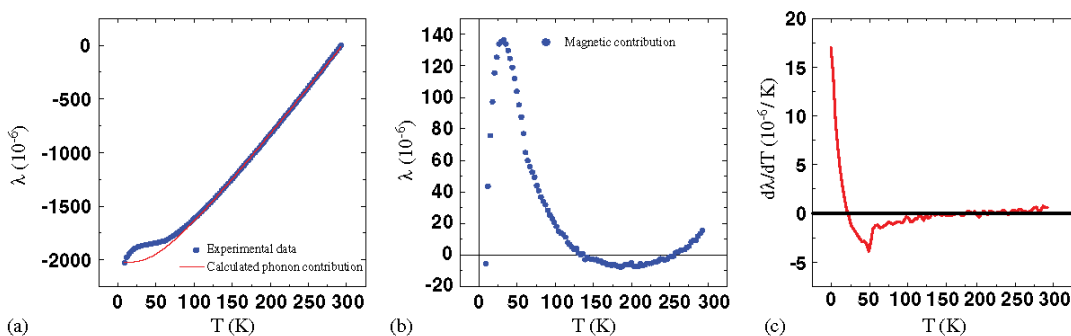 0
-500
-1000
-1500
-2000
λ (10⁻⁶)
Experimental data
Calculated phonon contribution
0 50 100 150 200 250 300
(a)
T (K)
140
120
100
80
60
40
20
0
-20
λ (10⁻⁶)
Magnetic contribution
0 50 100 150 200 250 300
(b)
T (K)
20
15
10
5
0
-5
dλ/dT (10⁻⁶/K)
0 50 100 150 200 250 300
(c)
T (K)